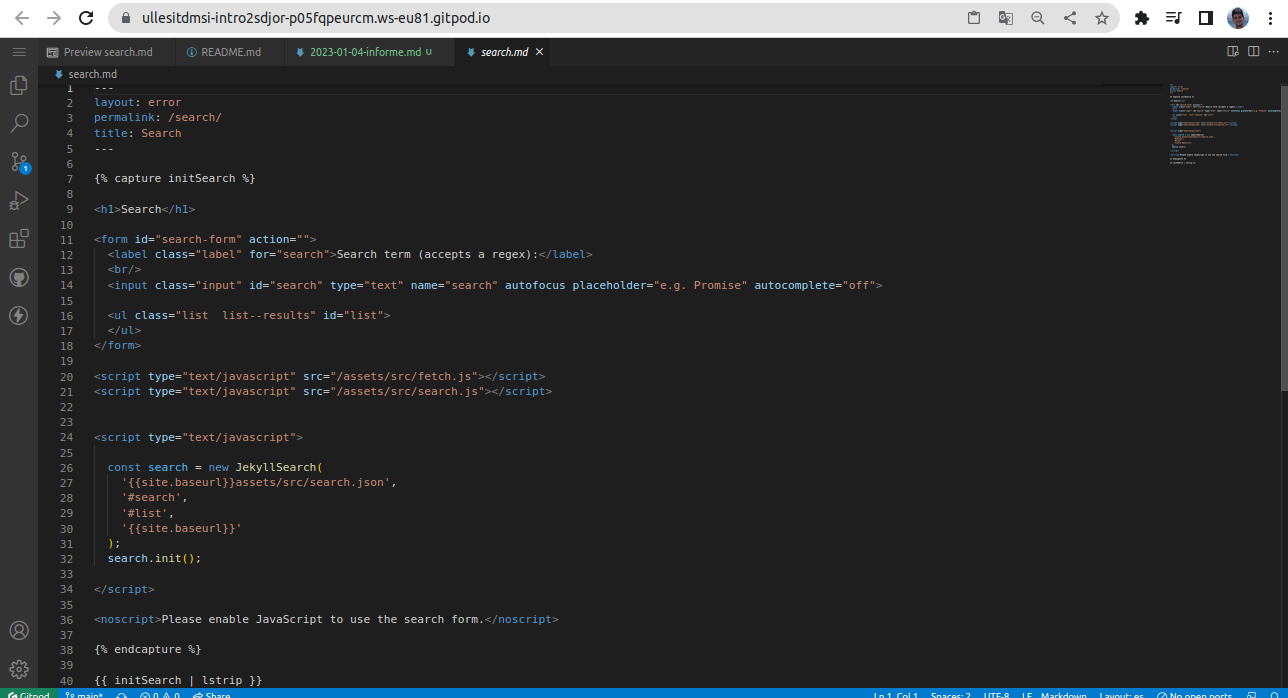 ullesitdmsi-intro2sdjor-p05fqpeurcm.ws-eu81.gitpod.io
Preview search.md README.md 2023-01-04-informe.md U search.md
search.md
1 ---
2 layout: error
3 permalink: /search/
4 title: Search
5 ---
6
7 {% capture initSearch %}
8
9 <h1>Search</h1>
10
11 <form id="search-form" action="">
12 <label class="label" for="search">Search term (accepts a regex):</label>
13 <br/>
14 <input class="input" id="search" type="text" name="search" autofocus placeholder="e.g. Promise" autocomplete="off">
15
16 <ul class="list  list--results" id="list">
17 </ul>
18 </form>
19
20 <script type="text/javascript" src="/assets/src/fetch.js"></script>
21 <script type="text/javascript" src="/assets/src/search.js"></script>
22
23
24 <script type="text/javascript">
25
26 const search = new JekyllSearch(
27 '{{site.baseurl}}assets/src/search.json',
28 '#search',
29 '#list',
30 '{{site.baseurl}}'
31 );
32 search.init();
33
34 </script>
35
36 <noscript>Please enable JavaScript to use the search form.</noscript>
37
38 {% endcapture %}
39
40 {{ initSearch | lstrip }}
1
Gitpod main* 0 0 Share Ln 1, Col 1 Spaces: 2 UTF-8 LF Markdown Layout: es No open ports